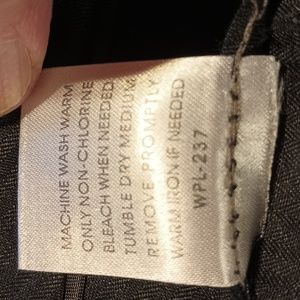 MACHINE WASH WARM
ONLY NON-CHLORINE
BLEACH WHEN NEEDED
TUMBLE DRY MEDIUM
REMOVE PROMPTLY
WARM IRON IF NEEDED
WPL-237